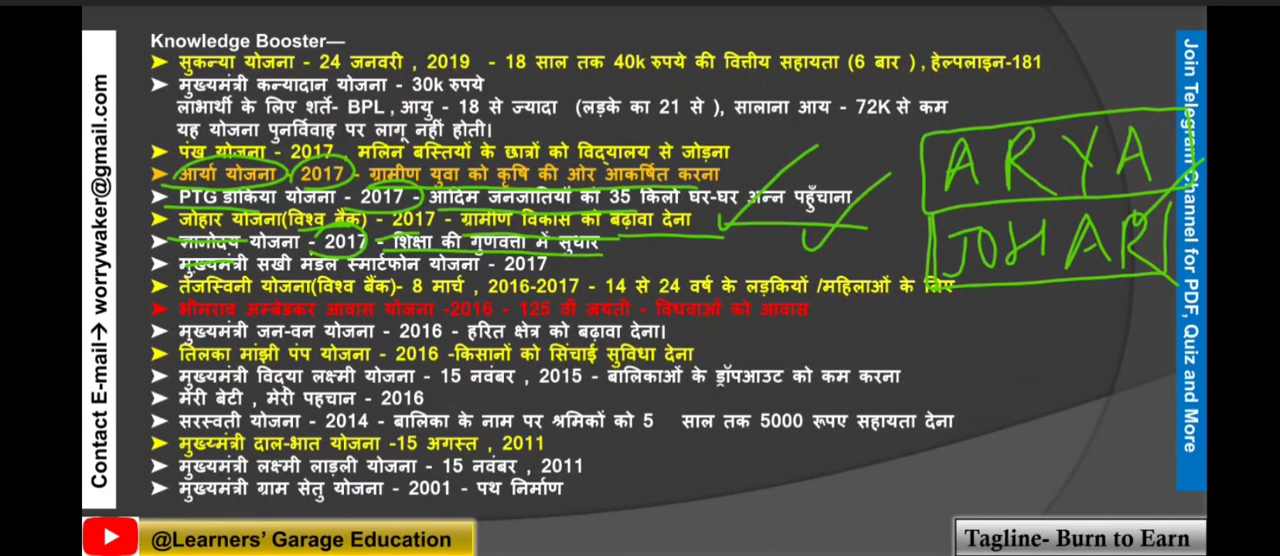 Knowledge Booster—
➤ सुकन्या योजना - 24 जनवरी , 2019 - 18 साल तक 40k रुपये की वित्तीय सहायता (6 बार ) , हेल्पलाइन-181
➤ मुख्यमंत्री कन्यादान योजना - 30k रुपये
लाभार्थी के लिए शर्ते- BPL , आयु - 18 से ज्यादा (लड़के का 21 से ), सालाना आय - 72K से कम
यह योजना पुनर्विवाह पर लागू नहीं होती।
➤ पंख योजना - 2017 , मलिन बस्तियों के छात्रों को विद्यालय से जोड़ना
➤ आर्या योजना - 2017 - ग्रामीण युवा को कृषि की ओर आकर्षित करना
➤ PTG डाकिया योजना - 2017 - आदिम जनजातियों को 35 किलो घर-घर अन्न पहुँचाना
➤ जोहार योजना(विश्व बैंक) - 2017 - ग्रामीण विकास को बढ़ावा देना
➤ ज्ञानोदय योजना - 2017 - शिक्षा की गुणवत्ता में सुधार
➤ मुख्यमंत्री सखी मंडल स्मार्टफोन योजना - 2017
➤ तेजस्विनी योजना(विश्व बैंक)- 8 मार्च , 2016-2017 - 14 से 24 वर्ष के लड़कियों /महिलाओं के लिए
➤ भीमराव अम्बेडकर आवास योजना -2016 - 125 वीं जयंती - विधवाओं को आवास
➤ मुख्यमंत्री जन-वन योजना - 2016 - हरित क्षेत्र को बढ़ावा देना।
➤ तिलका मांझी पंप योजना - 2016 -किसानों को सिंचाई सुविधा देना
➤ मुख्यमंत्री विद्या लक्ष्मी योजना - 15 नवंबर , 2015 - बालिकाओं के ड्रॉपआउट को कम करना
➤ मेरी बेटी , मेरी पहचान - 2016
➤ सरस्वती योजना - 2014 - बालिका के नाम पर श्रमिकों को 5 साल तक 5000 रूपए सहायता देना
➤ मुख्य्मंत्री दाल-भात योजना -15 अगस्त , 2011
➤ मुख्यमंत्री लक्ष्मी लाड़ली योजना - 15 नवंबर , 2011
➤ मुख्यमंत्री ग्राम सेतु योजना - 2001 - पथ निर्माण
ARYA
JOHAR
Contact E-mail→ worrywaker@gmail.com
Join Telegram Channel for PDF, Quiz and More
@Learners’ Garage Education
Tagline- Burn to Earn